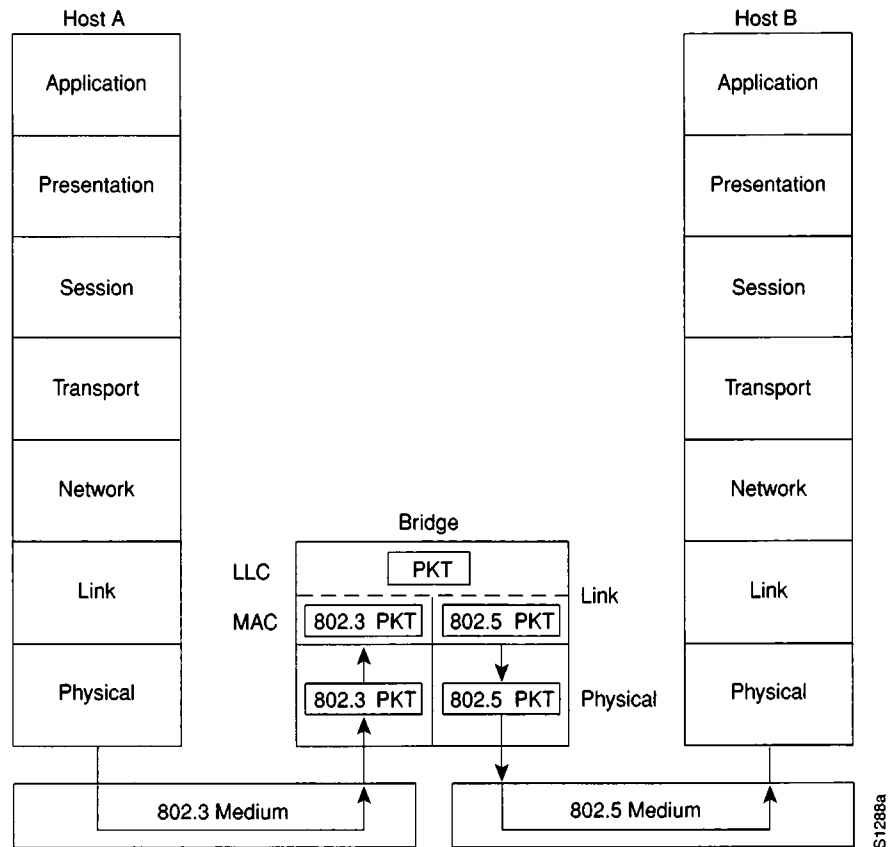 Host A
Host B
Application
Application
Presentation
Presentation
Session
Session
Transport
Transport
Network
Network
Bridge
LLC
PKT
Link
Link
Link
MAC
802.3 PKT
802.5 PKT
Physical
802.3 PKT
802.5 PKT
Physical
Physical
802.3 Medium
802.5 Medium
S1288a